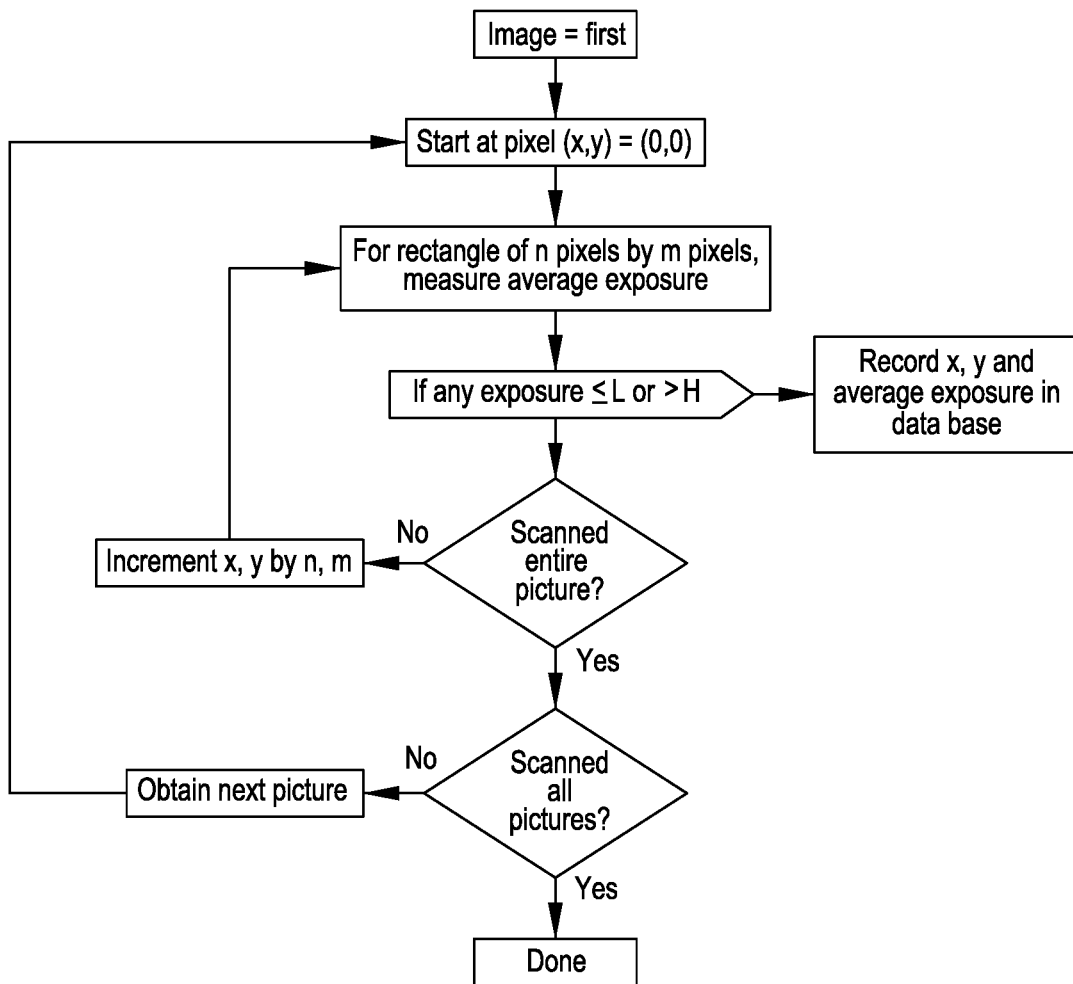 Image = first
Start at pixel (x,y) = (0,0)
For rectangle of n pixels by m pixels,
measure average exposure
If any exposure ≤ L or > H
Record x, y and
average exposure in
data base
Scanned
entire
picture?
No
Increment x, y by n, m
Yes
Scanned
all
pictures?
No
Obtain next picture
Yes
Done